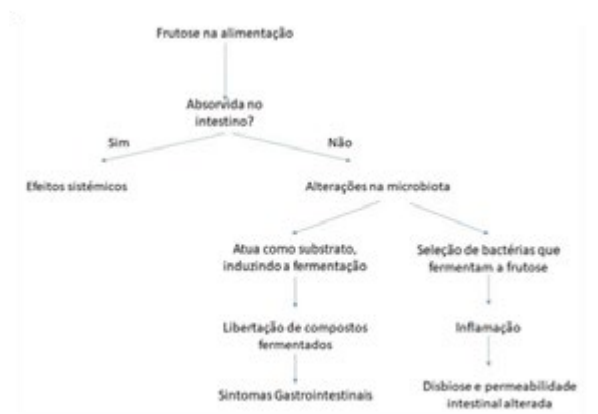 Frutose na alimentação
Absorvida no
intestino?
Sim
Não
Efeitos sistémicos
Alterações na microbiota
Atua como substrato,
induzindo a fermentação
Seleção de bactérias que
fermentam a frutose
Libertação de compostos
fermentados
Inflamação
Sintomas Gastrointestinais
Disbiose e permeabilidade
intestinal alterada